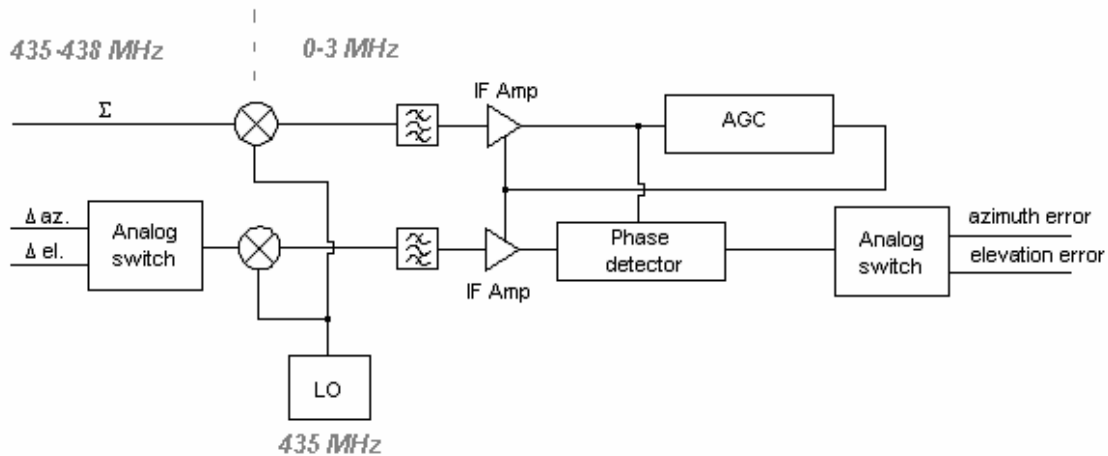 435-438 MHz
0-3 MHz
Σ
IF Amp
AGC
Δ az.
Δ el.
Analog
switch
IF Amp
Phase
detector
Analog
switch
azimuth error
elevation error
LO
435 MHz